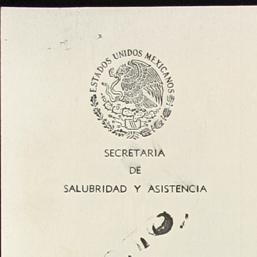 ESTADOS UNIDOS MEXICANOS
SECRETARIA
DE
SALUBRIDAD Y ASISTENCIA